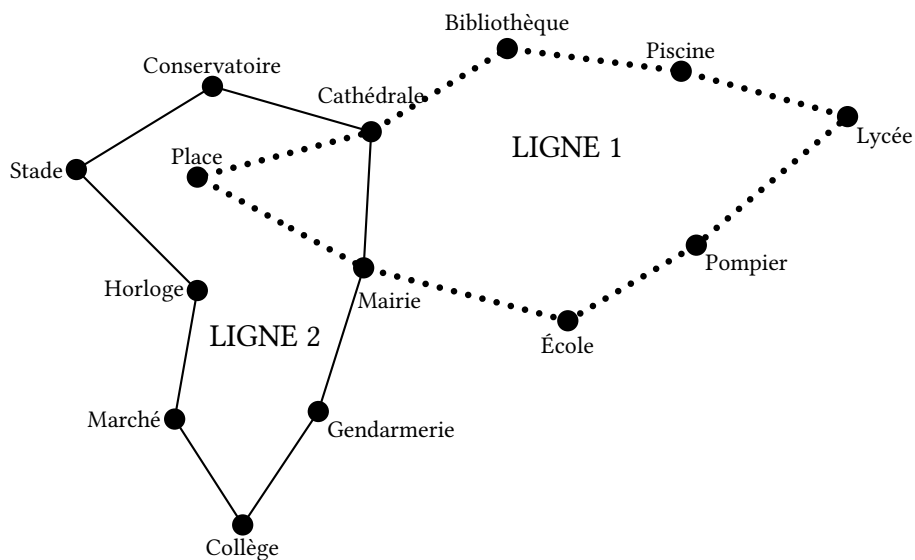 Bibliothèque
Piscine
Conservatoire
Cathédrale
Lycée
Stade
Place
LIGNE 1
Pompier
Horloge
Mairie
LIGNE 2
École
Marché
Gendarmerie
Collège